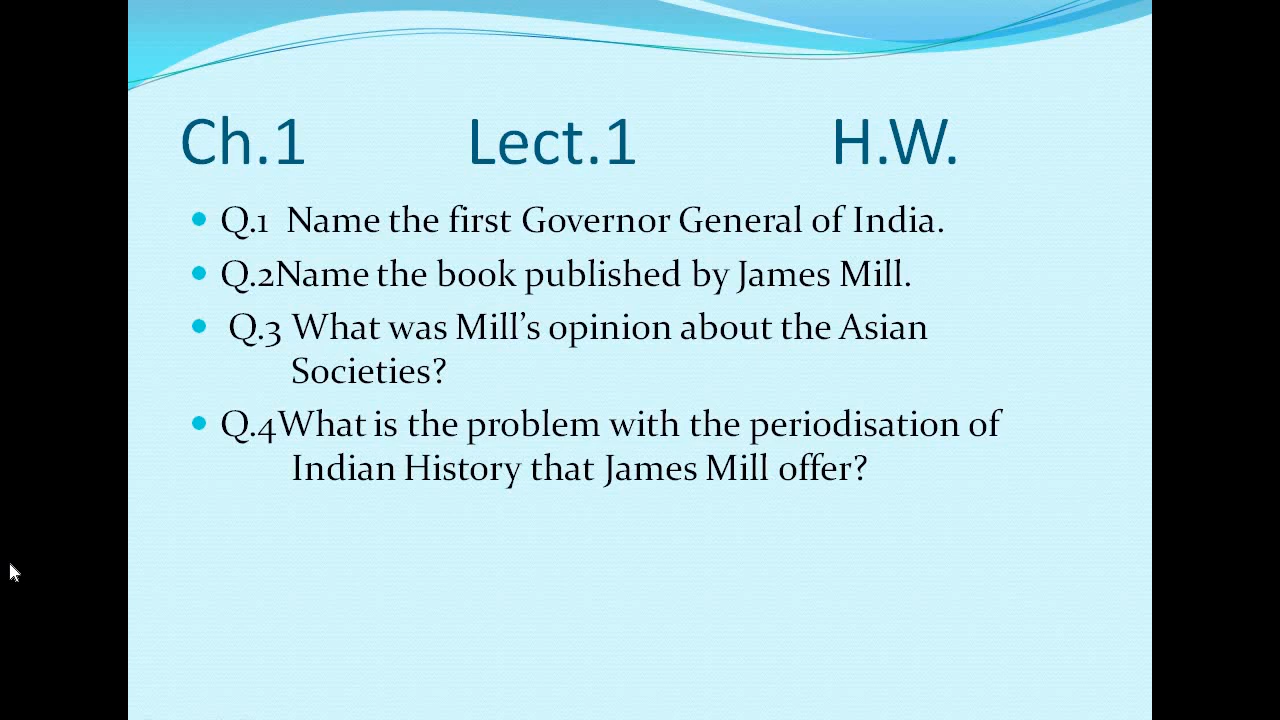 Ch.1 Lect.1 H.W.
Q.1 Name the first Governor General of India.
Q.2Name the book published by James Mill.
Q.3 What was Mill’s opinion about the Asian
Societies?
Q.4What is the problem with the periodisation of
Indian History that James Mill offer?